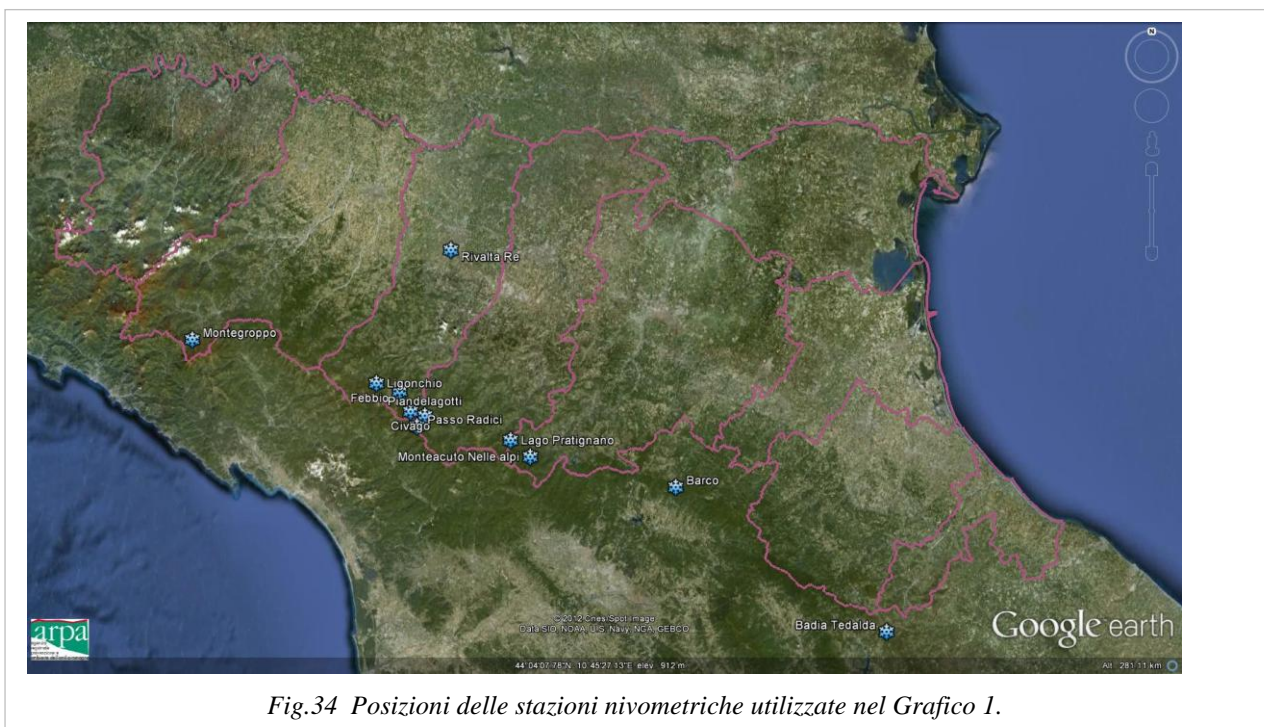 N
Rivalta Re
Montegroppo
Ligonchio
Febbio
Piandelagotti
Passo Radici
Civago
Lago Pratignano
Monteacuto Nelle alpi
Barco
Badia Tedalda
© 2012 Cnes/Spot Image
Data SIO, NOAA, U.S. Navy, NGA, GEBCO
Google earth
arpa
44°04'07.78"N 10°45'27.13"E elev 912 m
Alt 281.11 km
Fig.34 Posizioni delle stazioni nivometriche utilizzate nel Grafico 1.